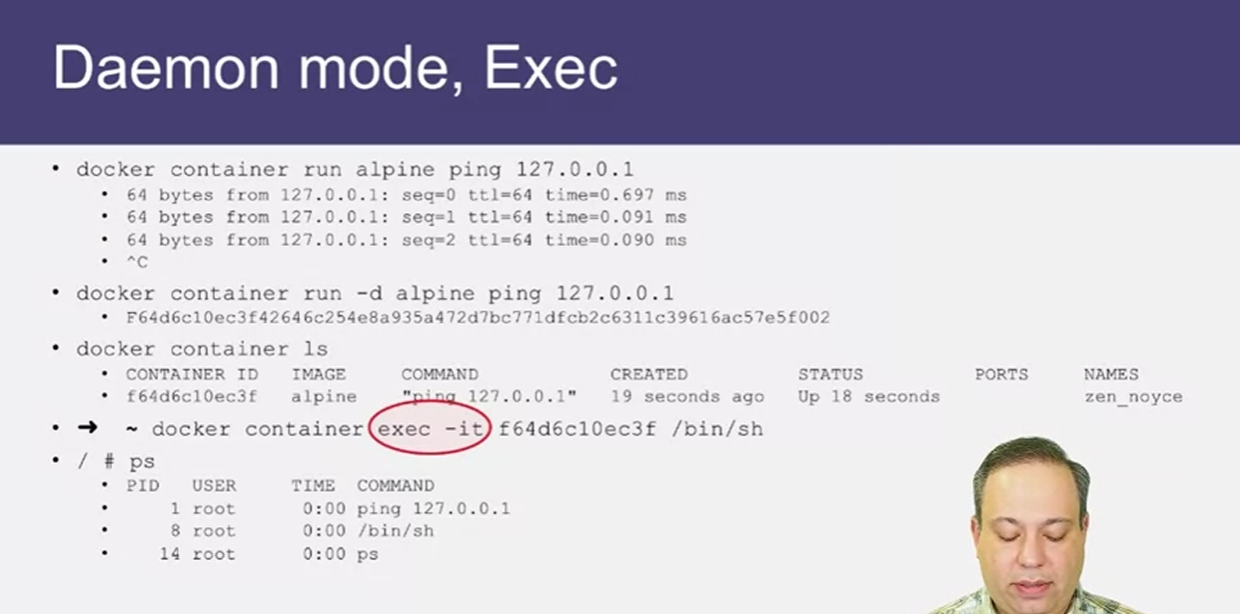 Daemon mode, Exec
• docker container run alpine ping 127.0.0.1
• 64 bytes from 127.0.0.1: seq=0 ttl=64 time=0.697 ms
• 64 bytes from 127.0.0.1: seq=1 ttl=64 time=0.091 ms
• 64 bytes from 127.0.0.1: seq=2 ttl=64 time=0.090 ms
• ^C
• docker container run -d alpine ping 127.0.0.1
• F64d6c10ec3f42646c254e8a935a472d7bc771dfcb2c6311c39616ac57e5f002
• docker container ls
• CONTAINER ID IMAGE COMMAND CREATED STATUS PORTS NAMES
• f64d6c10ec3f alpine "ping 127.0.0.1" 19 seconds ago Up 18 seconds zen_noyce
• ➜ ~ docker container exec -it f64d6c10ec3f /bin/sh
• / # ps
• PID USER TIME COMMAND
• 1 root 0:00 ping 127.0.0.1
• 8 root 0:00 /bin/sh
• 14 root 0:00 ps